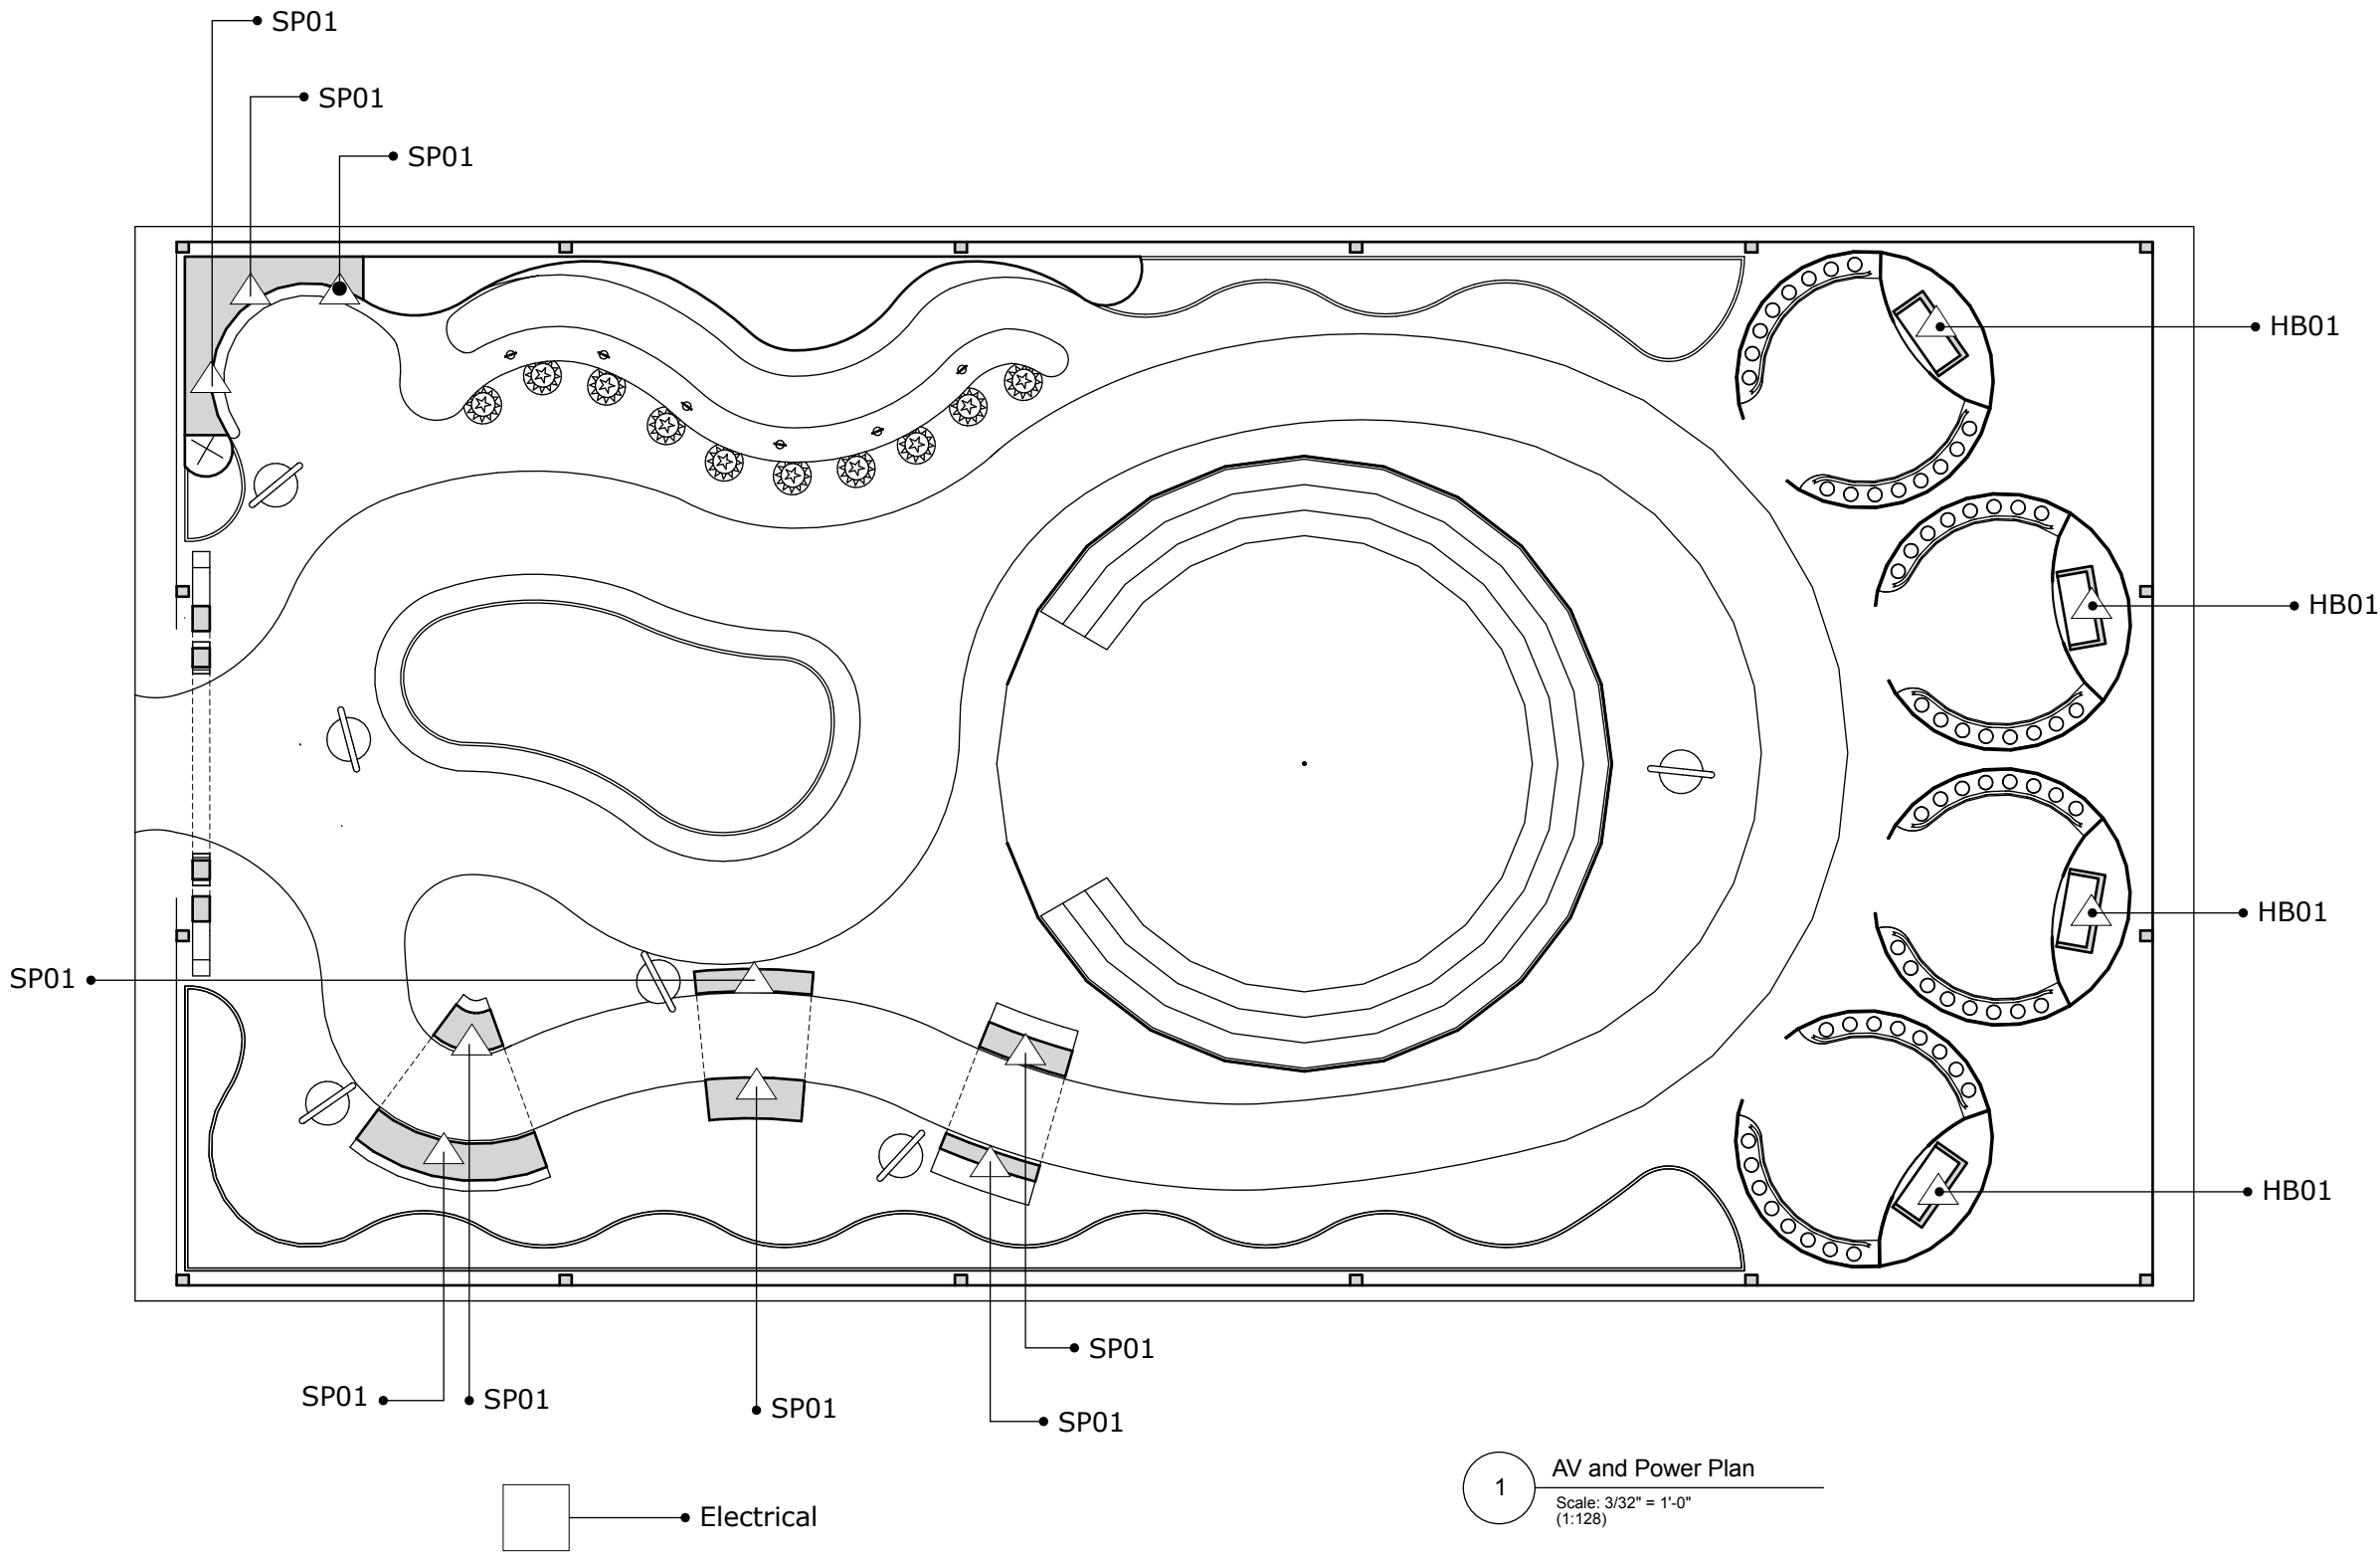 SP01
SP01
SP01
HB01
HB01
HB01
SP01
HB01
SP01
SP01
SP01
SP01
SP01
AV and Power Plan
1
Scale: 3/32" = 1'-0"
(1:128)
Electrical